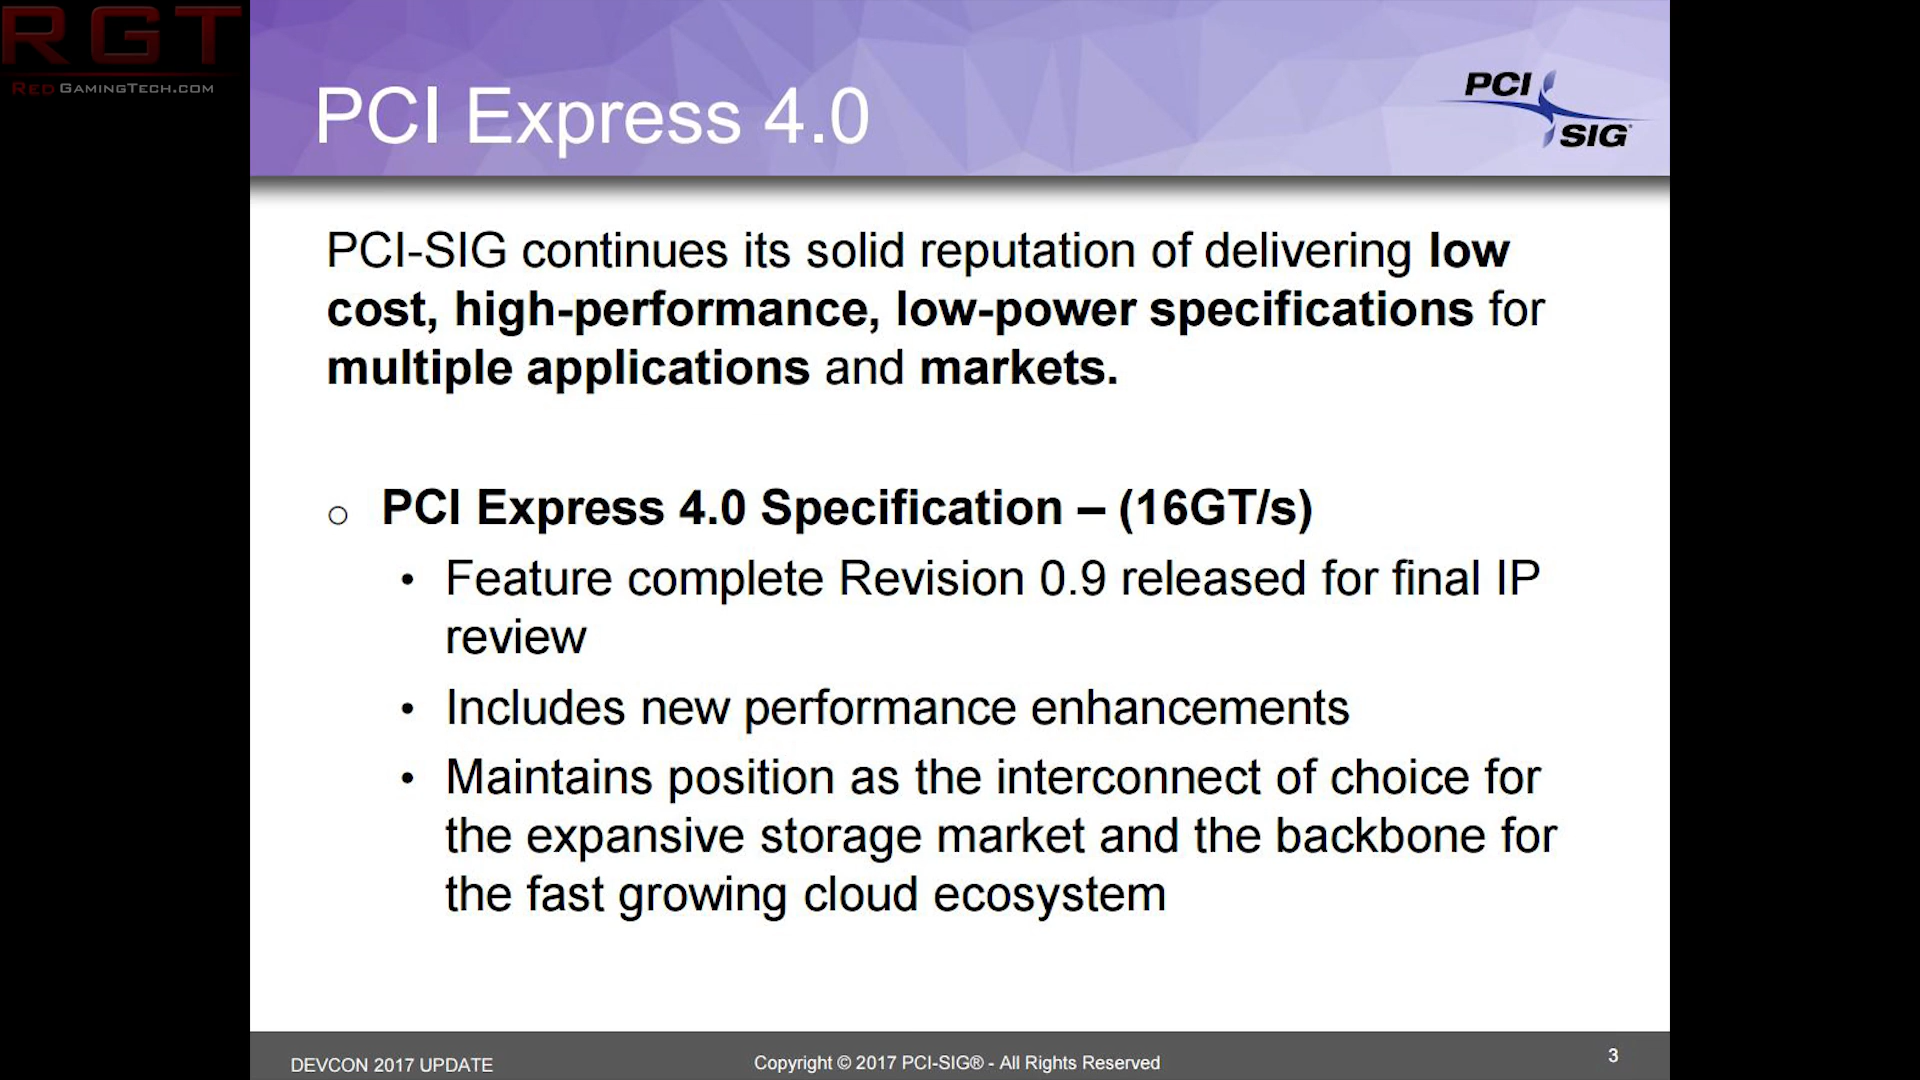 RGT
RedGamingTech.com
PCI Express 4.0
PCI
SIG
PCI-SIG continues its solid reputation of delivering low
cost, high-performance, low-power specifications for
multiple applications and markets.
○ PCI Express 4.0 Specification – (16GT/s)
• Feature complete Revision 0.9 released for final IP
review
• Includes new performance enhancements
• Maintains position as the interconnect of choice for
the expansive storage market and the backbone for
the fast growing cloud ecosystem
DEVCON 2017 UPDATE
Copyright © 2017 PCI-SIG® - All Rights Reserved
3